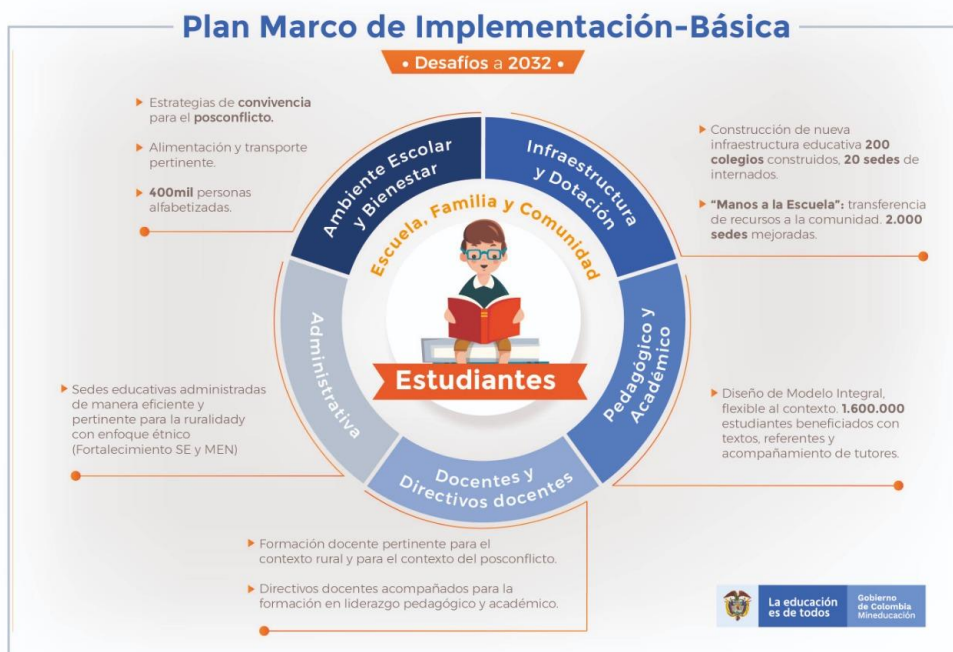 Plan Marco de Implementación-Básica
• Desafíos a 2032 •
Estrategias de convivencia
para el posconflicto.
Alimentación y transporte
pertinente.
400mil personas
alfabetizadas.
Ambiente Escolar
y Bienestar
Infraestructura
y Dotación
Construcción de nueva
infraestructura educativa 200
colegios construidos, 20 sedes de
internados.
"Manos a la Escuela": transferencia
de recursos a la comunidad. 2.000
sedes mejoradas.
Escuela, Familia y Comunidad
Estudiantes
Administrativa
Pedagógico y
Académico
Sedes educativas administradas
de manera eficiente y
pertinente para la ruralidady
con enfoque étnico
(Fortalecimiento SE y MEN)
Diseño de Modelo Integral,
flexible al contexto. 1.600.000
estudiantes beneficiados con
textos, referentes y
acompañamiento de tutores.
Docentes y
Directivos docentes
Formación docente pertinente para el
contexto rural y para el contexto del posconflicto.
Directivos docentes acompañados para la
formación en liderazgo pedagógico y académico.
La educación
es de todos
Gobierno
de Colombia
Mineducación